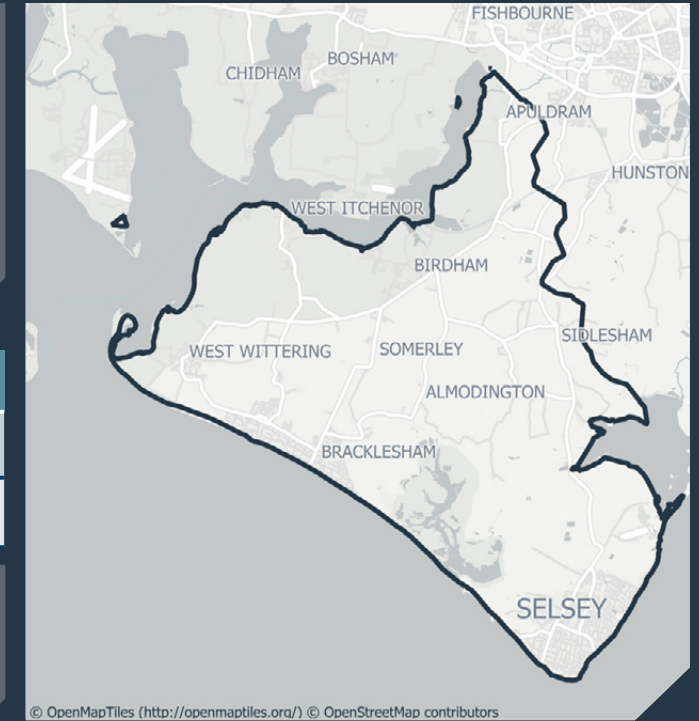 FISHBOURNE
BOSHAM
CHIDHAM
APULDRAM
HUNSTON
WEST ITCHENOR
BIRDHAM
SIDLESHAM
WEST WITTERING
SOMERLEY
ALMODINGTON
BRACKLESHAM
SELSEY
© OpenMapTiles (http://openmaptiles.org/) © OpenStreetMap contributors